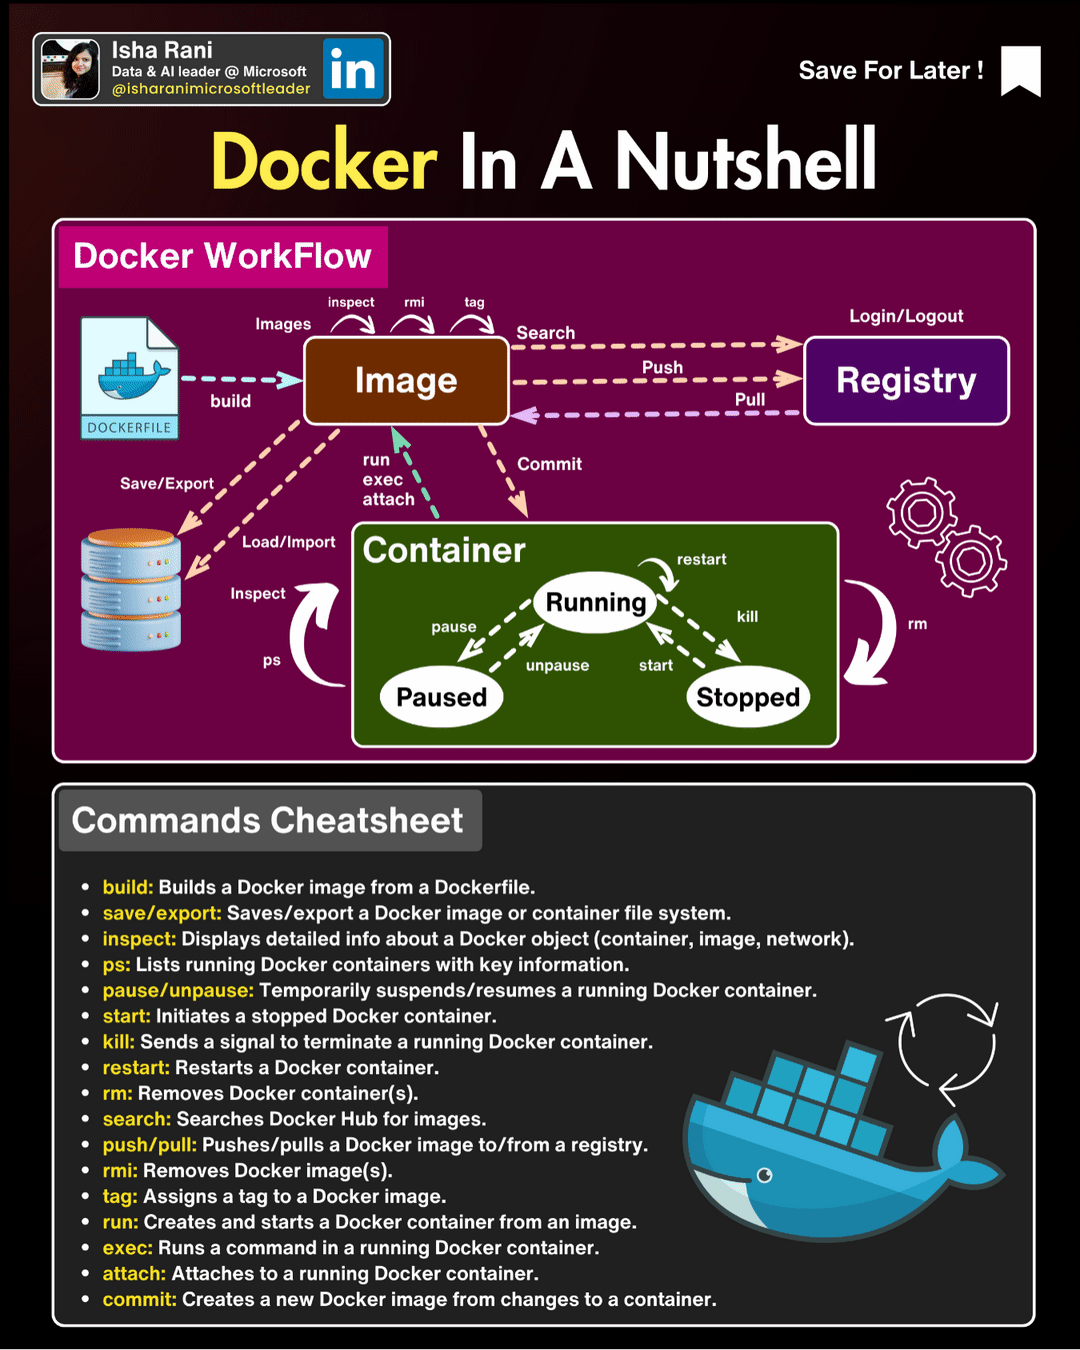 Isha Rani
Data & AI leader @ Microsoft
@isharanimicrosoftleader
in
Save For Later !
Docker In A Nutshell
Docker WorkFlow
inspect
rmi
tag
Images
Search
Login/Logout
Image
Push
Registry
build
Pull
DOCKERFILE
run
exec
attach
Commit
Save/Export
Load/Import
Container
restart
Inspect
Running
pause
kill
rm
ps
unpause
start
Paused
Stopped
Commands Cheatsheet
• build: Builds a Docker image from a Dockerfile.
• save/export: Saves/export a Docker image or container file system.
• inspect: Displays detailed info about a Docker object (container, image, network).
• ps: Lists running Docker containers with key information.
• pause/unpause: Temporarily suspends/resumes a running Docker container.
• start: Initiates a stopped Docker container.
• kill: Sends a signal to terminate a running Docker container.
• restart: Restarts a Docker container.
• rm: Removes Docker container(s).
• search: Searches Docker Hub for images.
• push/pull: Pushes/pulls a Docker image to/from a registry.
• rmi: Removes Docker image(s).
• tag: Assigns a tag to a Docker image.
• run: Creates and starts a Docker container from an image.
• exec: Runs a command in a running Docker container.
• attach: Attaches to a running Docker container.
• commit: Creates a new Docker image from changes to a container.